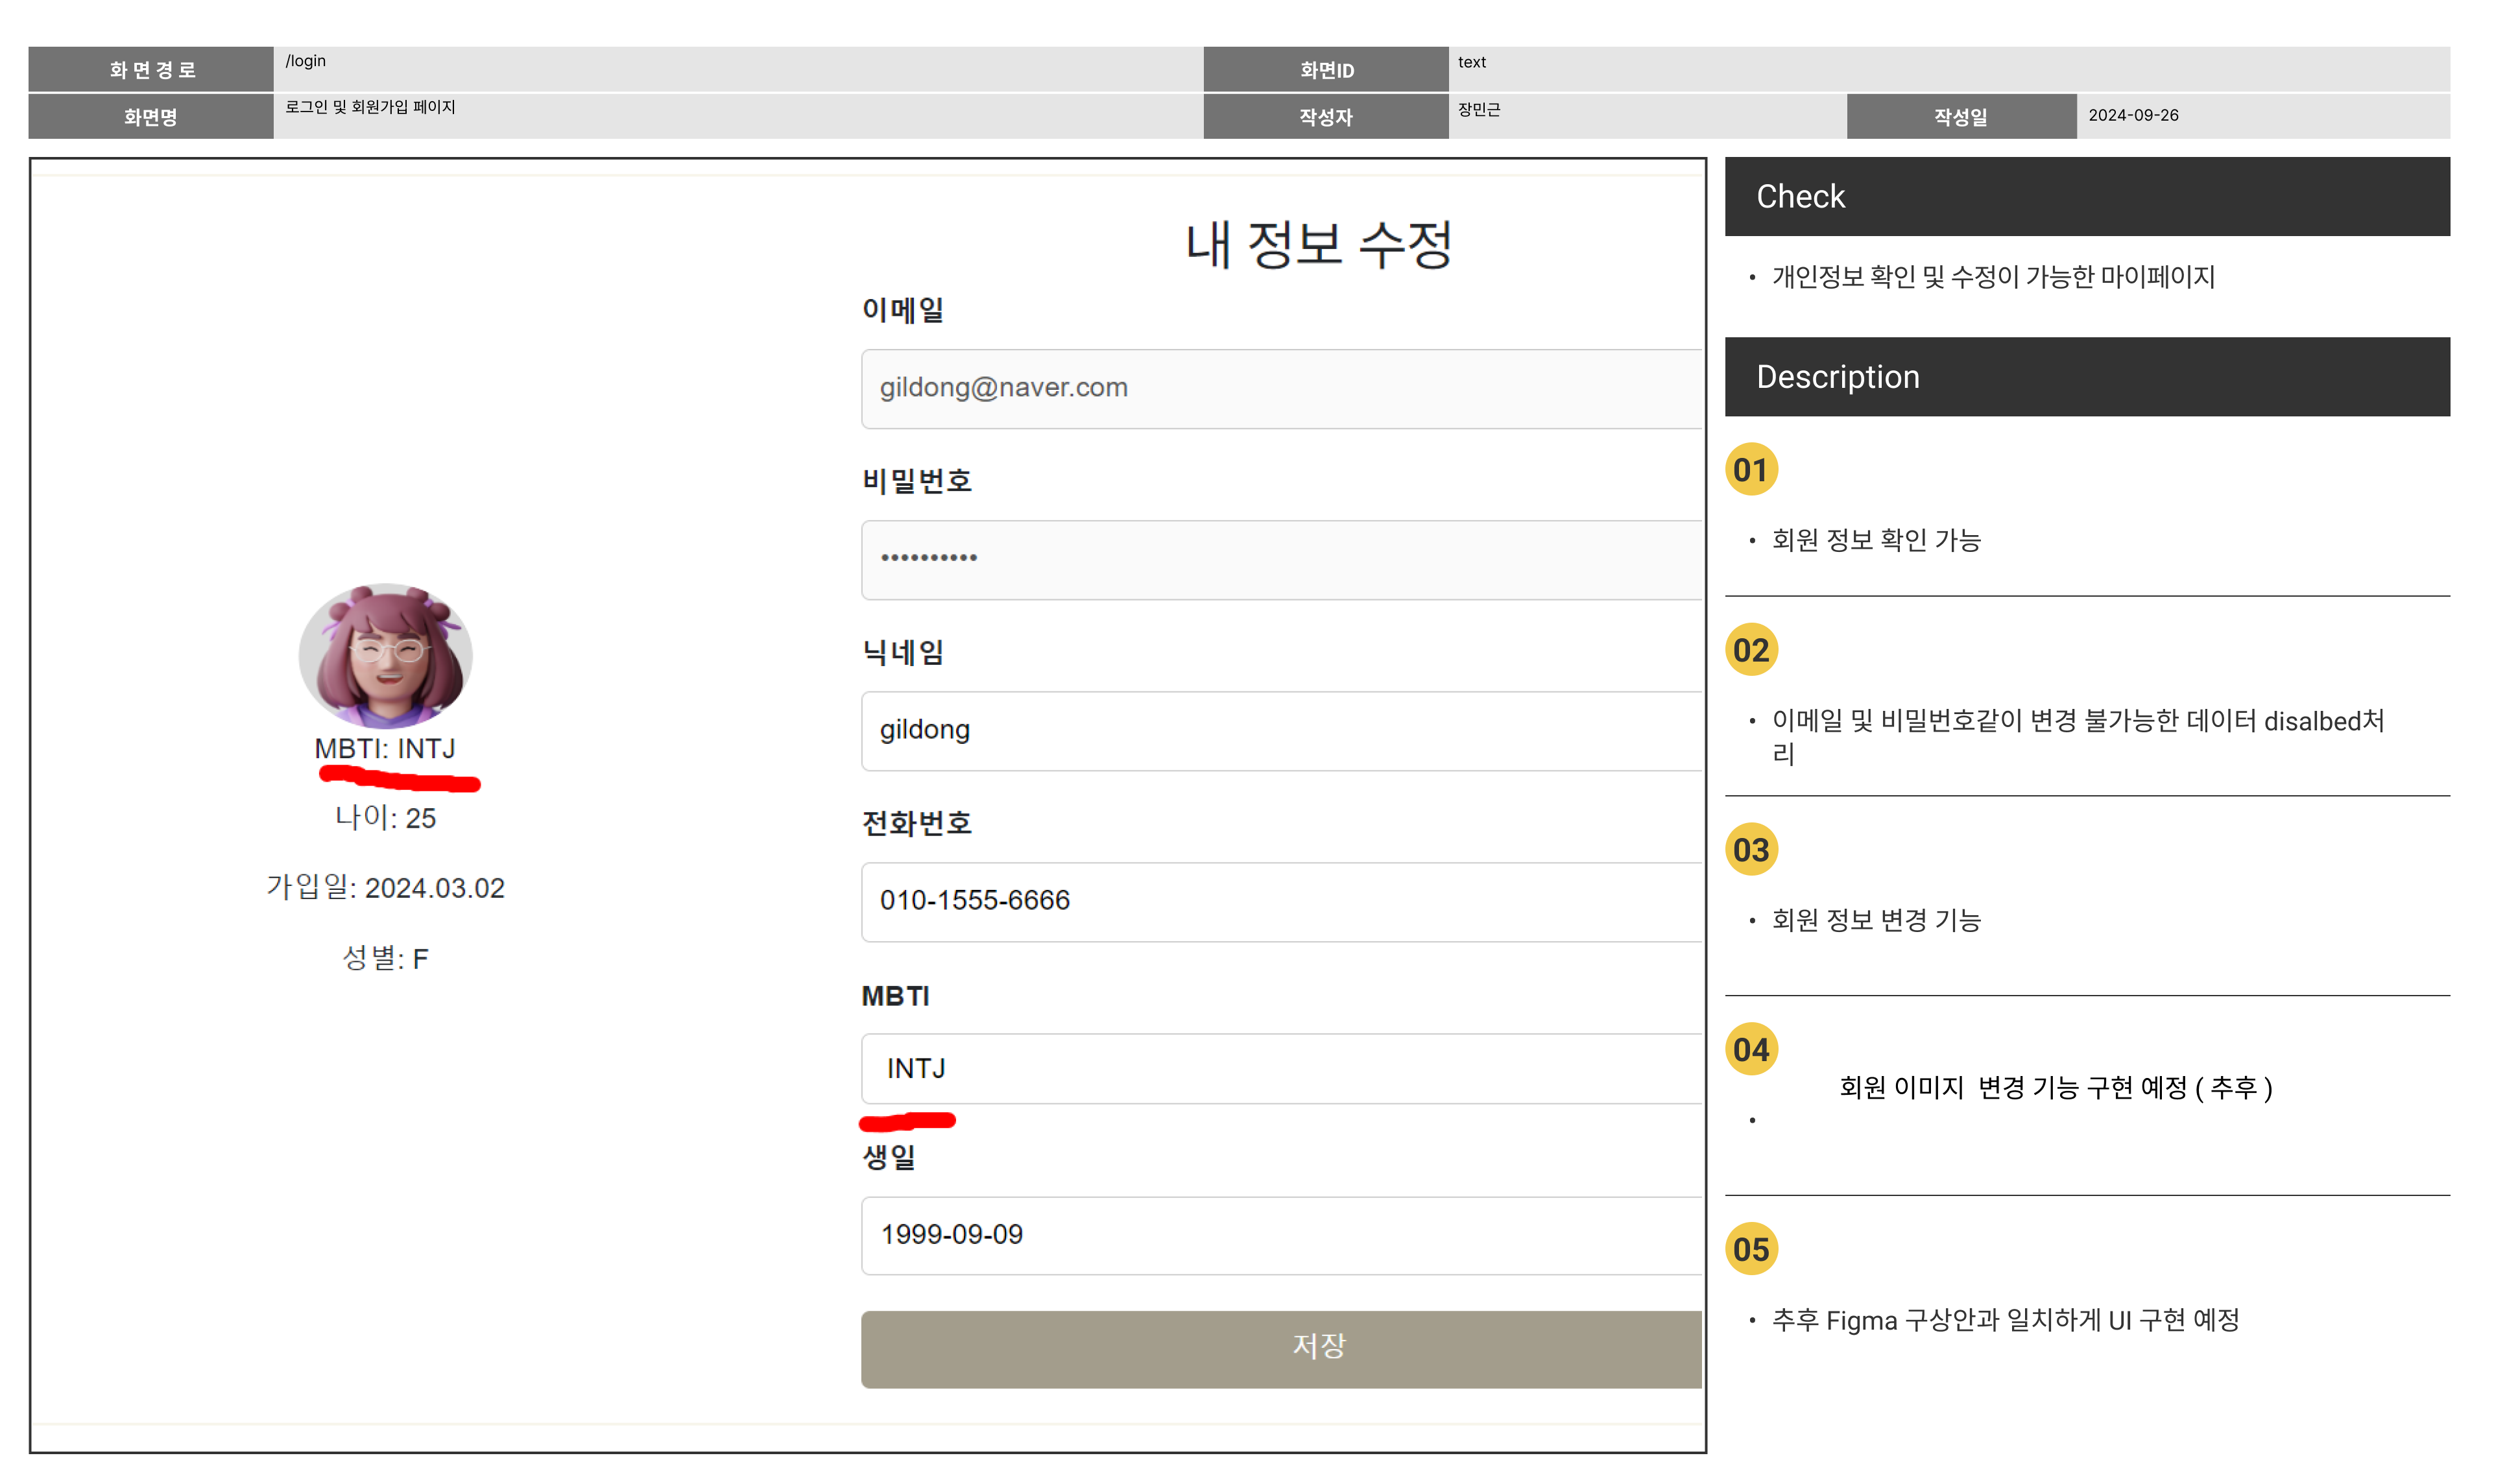 화 면 경 로
/login
화면ID
text
화면명
로그인 및 회원가입 페이지
작성자
장민근
작성일
2024-09-26
내 정보 수정
이메일
gildong@naver.com
비밀번호
••••••••••
닉네임
gildong
전화번호
010-1555-6666
MBTI
INTJ
생일
1999-09-09
저장
MBTI: INTJ
나이: 25
가입일: 2024.03.02
성별: F
Check
• 개인정보 확인 및 수정이 가능한 마이페이지
Description
01
• 회원 정보 확인 가능
02
• 이메일 및 비밀번호같이 변경 불가능한 데이터 disalbed처
리
03
• 회원 정보 변경 기능
04
회원 이미지 변경 기능 구현 예정 ( 추후 )
•
05
• 추후 Figma 구상안과 일치하게 UI 구현 예정